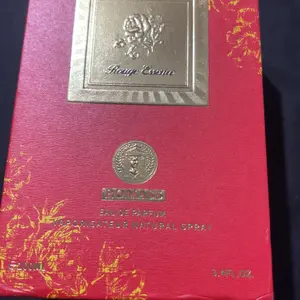 Rouge Essence
EAU DE PARFUM
VAPORISATEUR NATURAL SPRAY
3.4FL.OZ.